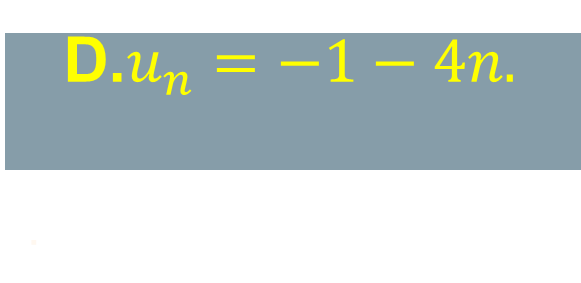 D.uₙ = −1 − 4n.